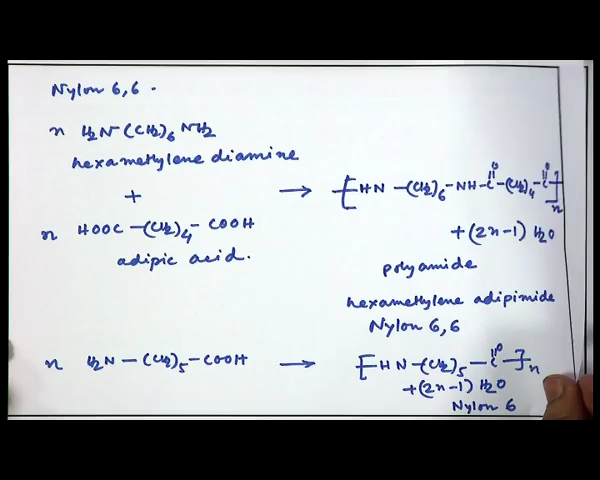 Nylon 6,6.
n H₂N-(CH₂)₆ NH₂
hexamethylene diamine
+
n HOOC-(CH₂)₄-COOH
adipic acid.
→ [-HN-(CH₂)₆-NH-C(=O)-(CH₂)₄-C(=O)-]n
+(2n-1) H₂O
polyamide
hexamethylene adipimide
Nylon 6,6
n H₂N-(CH₂)₅-COOH → [-HN-(CH₂)₅-C(=O)-]n
+(2n-1) H₂O
Nylon 6